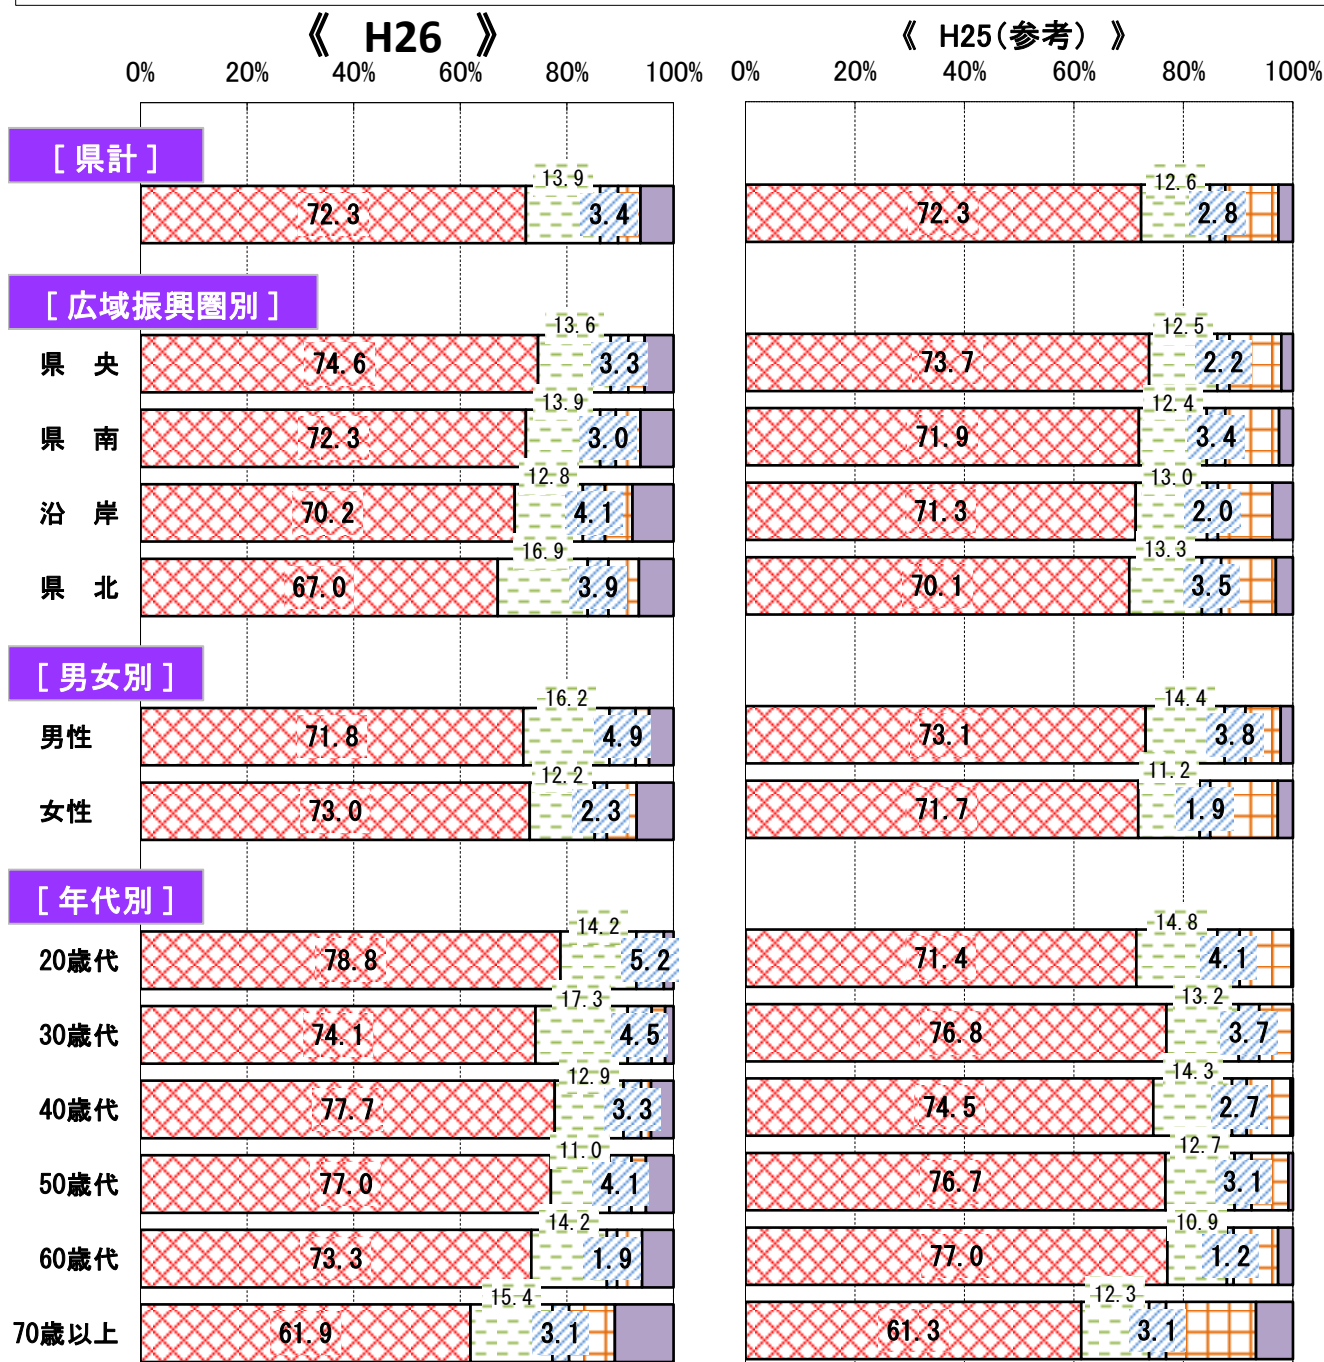 《 H26 》 《 H25(参考) 》
0% 20% 40% 60% 80% 100% 0% 20% 40% 60% 80% 100%
[ 県計 ]
13.9 12.6
72.3 3.4 72.3 2.8
[ 広域振興圏別 ]
13.6 12.5
県 央 74.6 3.3 73.7 2.2
13.9 12.4
県 南 72.3 3.0 71.9 3.4
12.8 13.0
沿 岸 70.2 4.1 71.3 2.0
16.9 13.3
県 北 67.0 3.9 70.1 3.5
[ 男女別 ]
16.2 14.4
男性 71.8 4.9 73.1 3.8
12.2 11.2
女性 73.0 2.3 71.7 1.9
[ 年代別 ]
14.2 14.8
20歳代 78.8 5.2 71.4 4.1
17.3 13.2
30歳代 74.1 4.5 76.8 3.7
12.9 14.3
40歳代 77.7 3.3 74.5 2.7
11.0 12.7
50歳代 77.0 4.1 76.7 3.1
14.2 10.9
60歳代 73.3 1.9 77.0 1.2
15.4 12.3
70歳以上 61.9 3.1 61.3 3.1